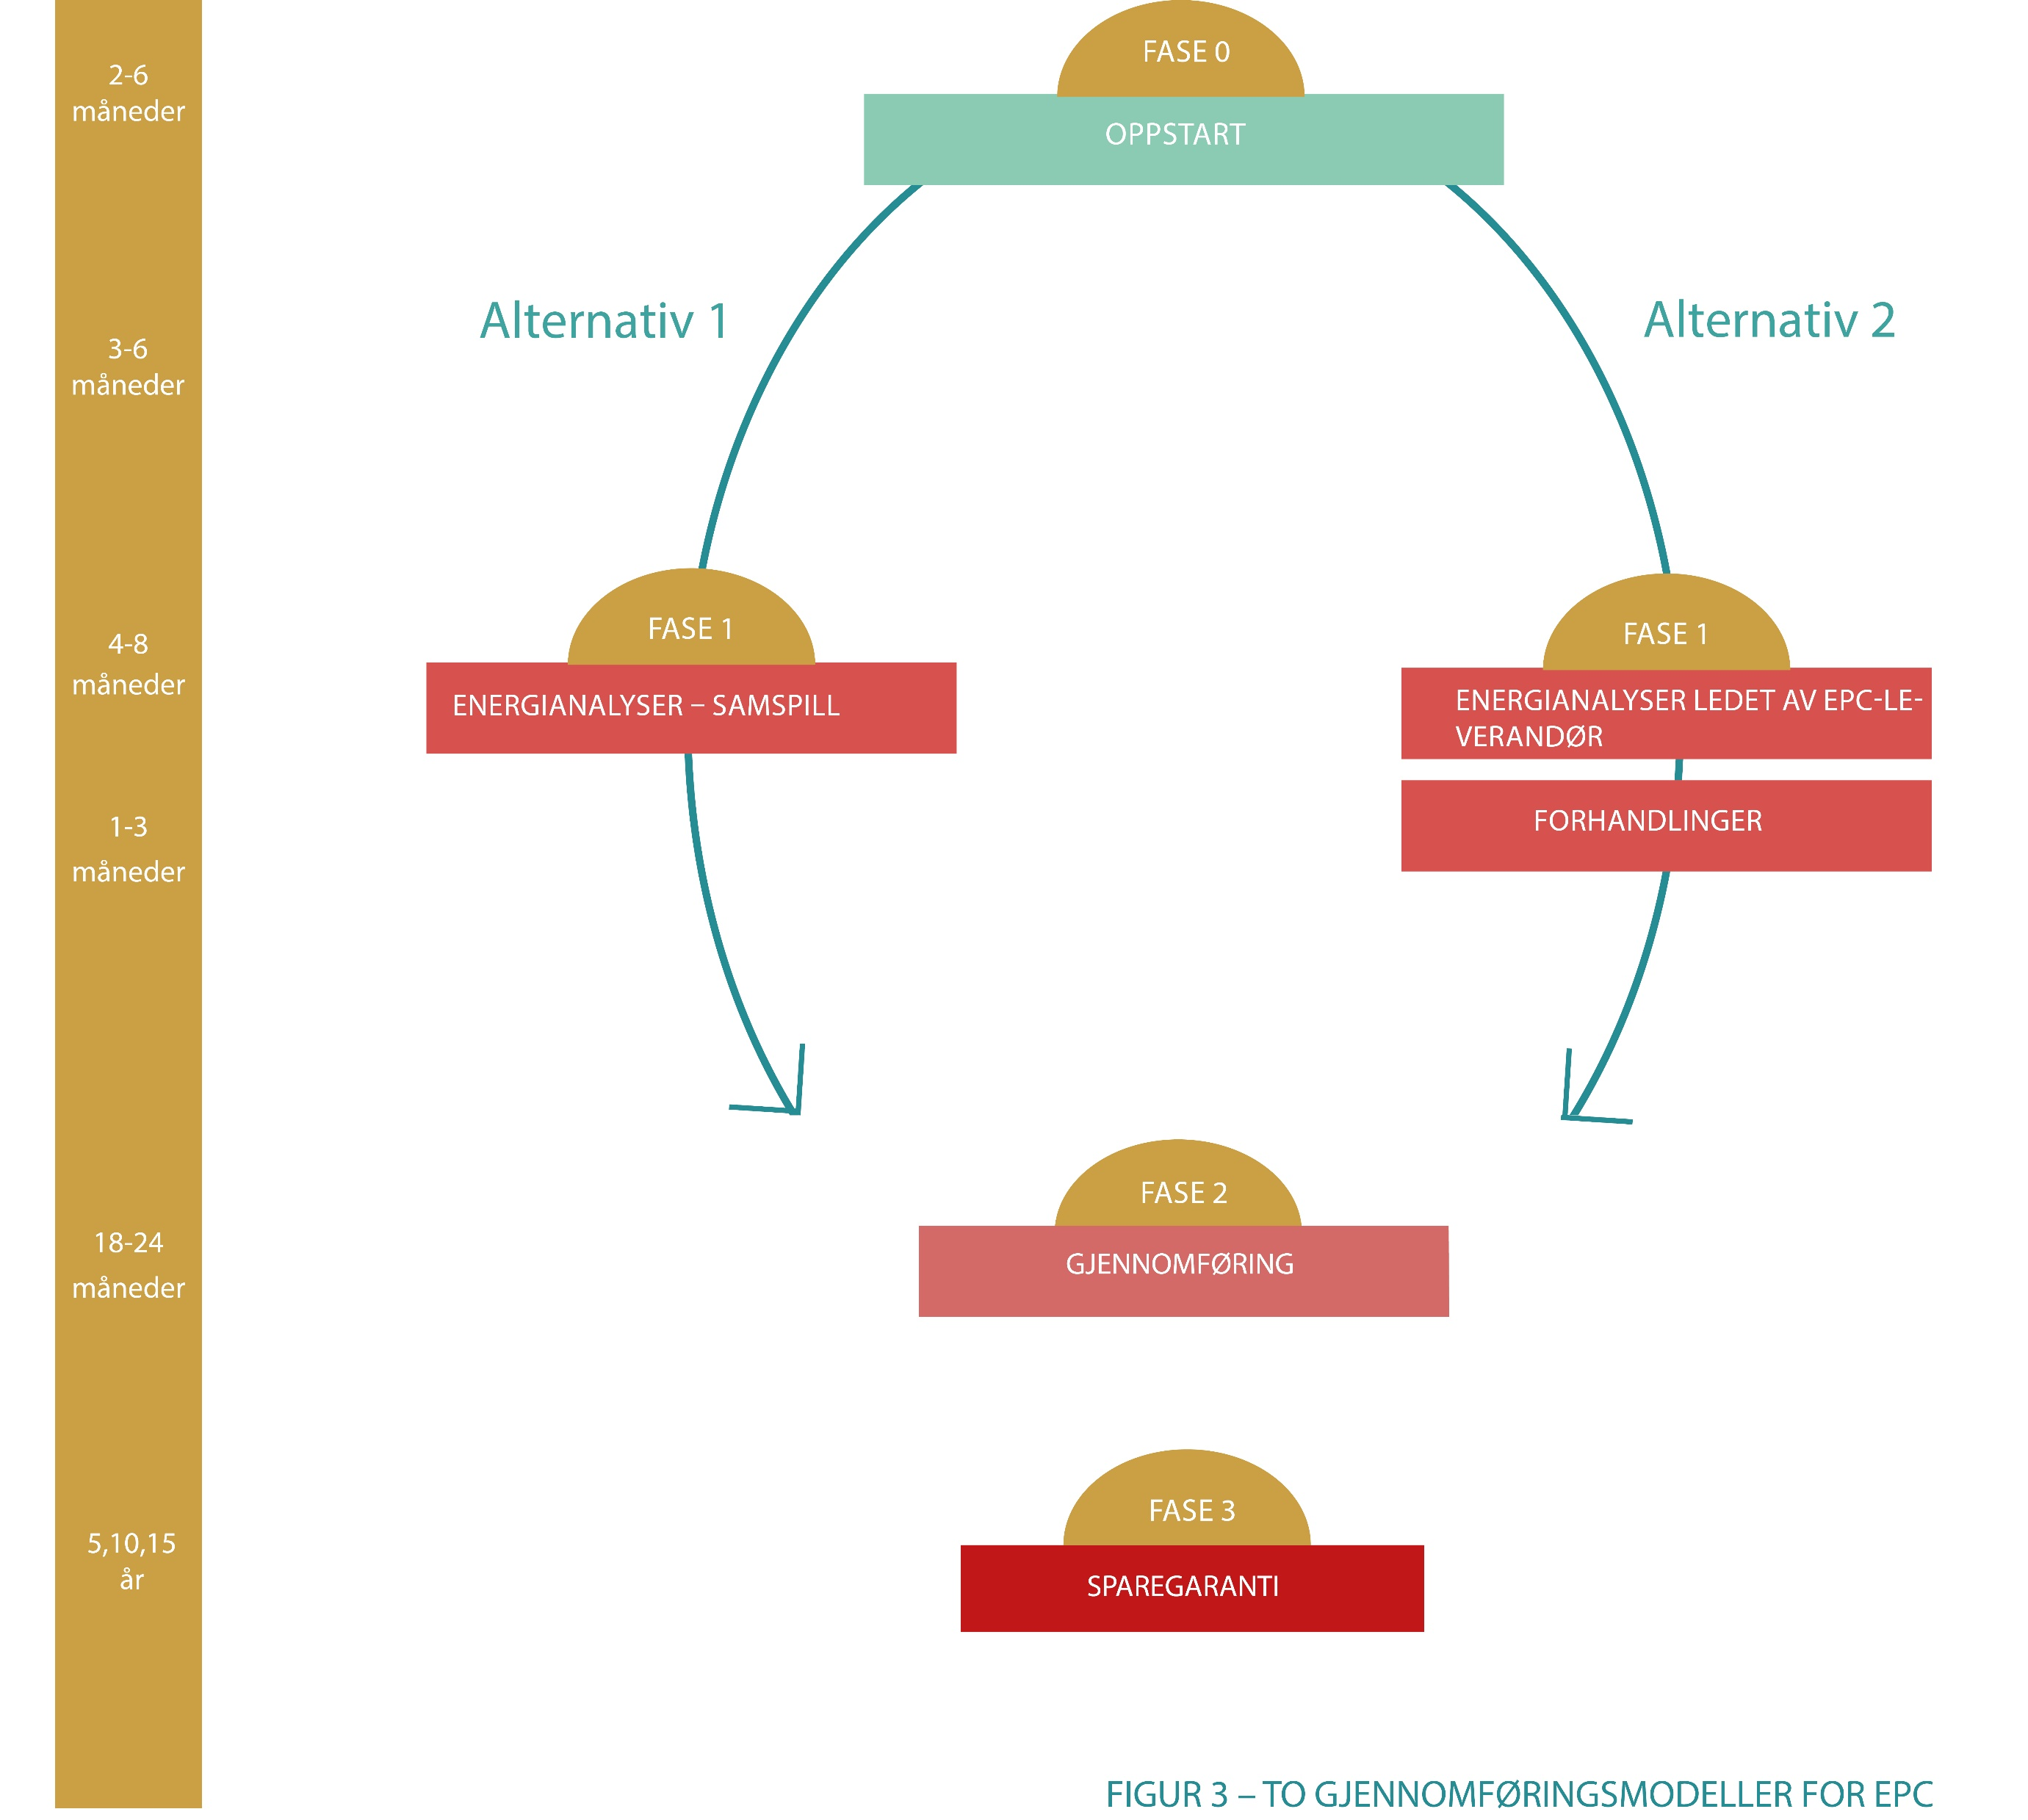 2-6
måneder
3-6
måneder
4-8
måneder
1-3
måneder
18-24
måneder
5,10,15
år
FASE 0
OPPSTART
Alternativ 1
Alternativ 2
FASE 1
ENERGIANALYSER – SAMSPILL
FASE 1
ENERGIANALYSER LEDET AV EPC-LE-
VERANDØR
FORHANDLINGER
FASE 2
GJENNOMFØRING
FASE 3
SPAREGARANTI
FIGUR 3 – TO GJENNOMFØRINGSMODELLER FOR EPC